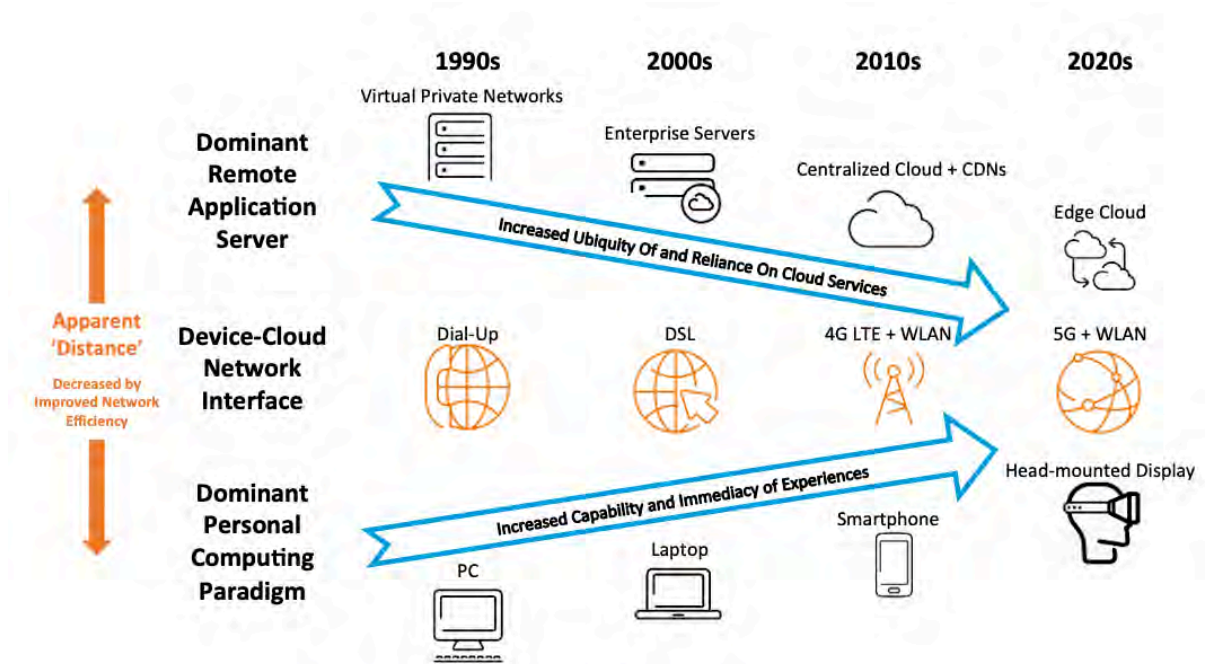 1990s
2000s
2010s
2020s
Dominant
Remote
Application
Server
Virtual Private Networks
Enterprise Servers
Centralized Cloud + CDNs
Edge Cloud
Increased Ubiquity Of and Reliance On Cloud Services
Apparent
'Distance'
Decreased by
Improved Network
Efficiency
Device-Cloud
Network
Interface
Dial-Up
DSL
4G LTE + WLAN
5G + WLAN
Increased Capability and Immediacy of Experiences
Dominant
Personal
Computing
Paradigm
PC
Laptop
Smartphone
Head-mounted Display